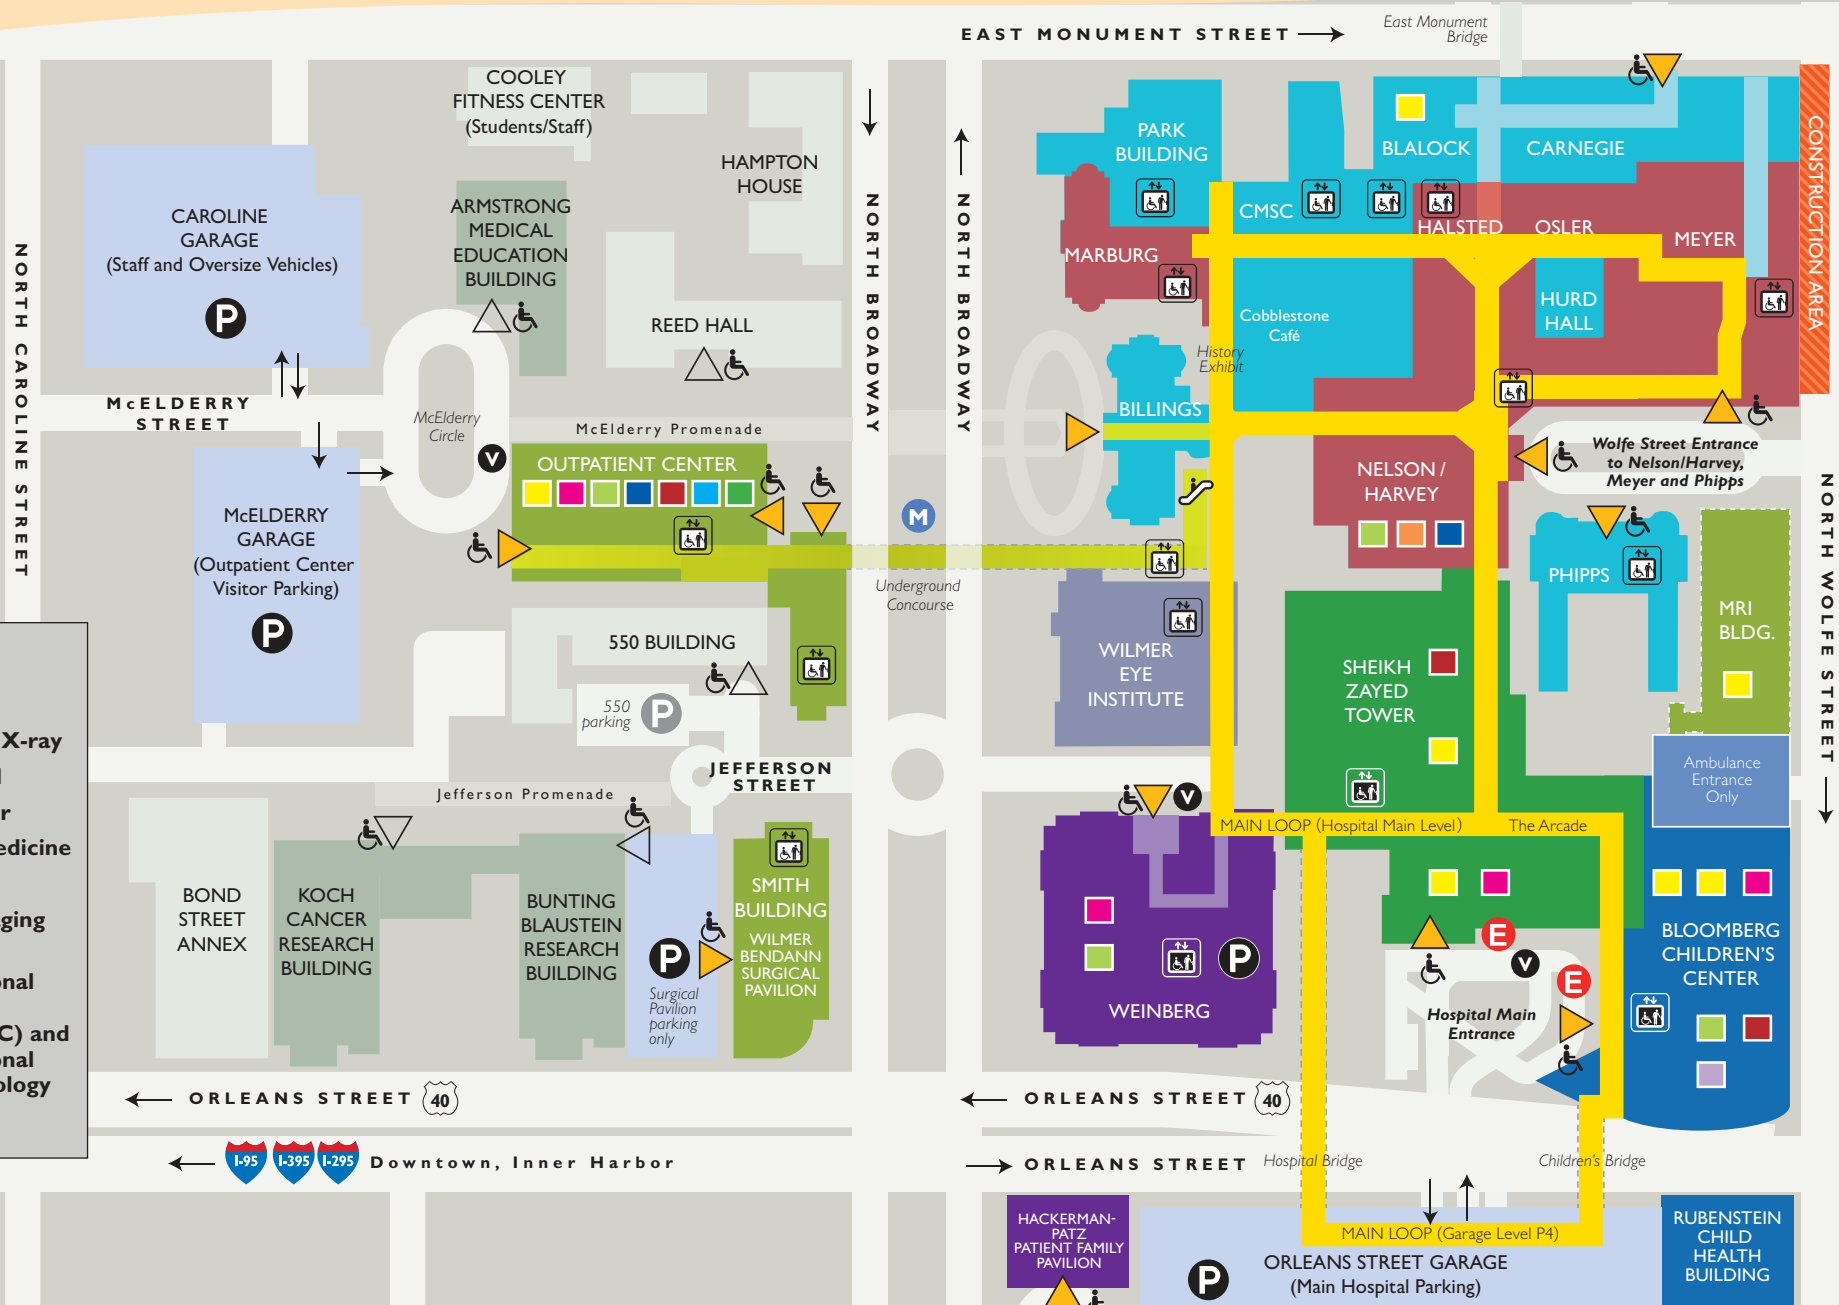 EAST MONUMENT STREET
East Monument
Bridge
COOLEY
FITNESS CENTER
(Students/Staff)
HAMPTON
HOUSE
ARMSTRONG
MEDICAL
EDUCATION
BUILDING
CAROLINE
GARAGE
(Staff and Oversize Vehicles)
P
NORTH CAROLINE STREET
REED HALL
McELDERRY
STREET
McElderry
Circle
McElderry Promenade
V
NORTH BROADWAY
NORTH BROADWAY
PARK
BUILDING
BLALOCK
CARNEGIE
CONSTRUCTION AREA
CMSC
HALSTED
OSLER
MEYER
MARBURG
HURD
HALL
Cobblestone
Café
History
Exhibit
BILLINGS
Wolfe Street Entrance
to Nelson/Harvey,
Meyer and Phipps
NELSON /
HARVEY
OUTPATIENT CENTER
M
Underground
Concourse
McELDERRY
GARAGE
(Outpatient Center
Visitor Parking)
P
550 BUILDING
550
parking
P
PHIPPS
MRI
BLDG.
NORTH WOLFE STREET
WILMER
EYE
INSTITUTE
SHEIKH
ZAYED
TOWER
Ambulance
Entrance
Only
JEFFERSON
STREET
Jefferson Promenade
V
MAIN LOOP (Hospital Main Level)
The Arcade
X-ray
r
edicine
ging
nal
C) and
nal
ology
BOND
STREET
ANNEX
KOCH
CANCER
RESEARCH
BUILDING
BUNTING
BLAUSTEIN
RESEARCH
BUILDING
P
Surgical
Pavilion
parking
only
SMITH
BUILDING
WILMER
BENDANN
SURGICAL
PAVILION
P
WEINBERG
E
V
E
Hospital Main
Entrance
BLOOMBERG
CHILDREN'S
CENTER
ORLEANS STREET 40
ORLEANS STREET 40
I-95 I-395 I-295 Downtown, Inner Harbor
ORLEANS STREET
Hospital Bridge
Children's Bridge
HACKERMAN-
PATZ
PATIENT FAMILY
PAVILION
MAIN LOOP (Garage Level P4)
P
ORLEANS STREET GARAGE
(Main Hospital Parking)
RUBENSTEIN
CHILD
HEALTH
BUILDING